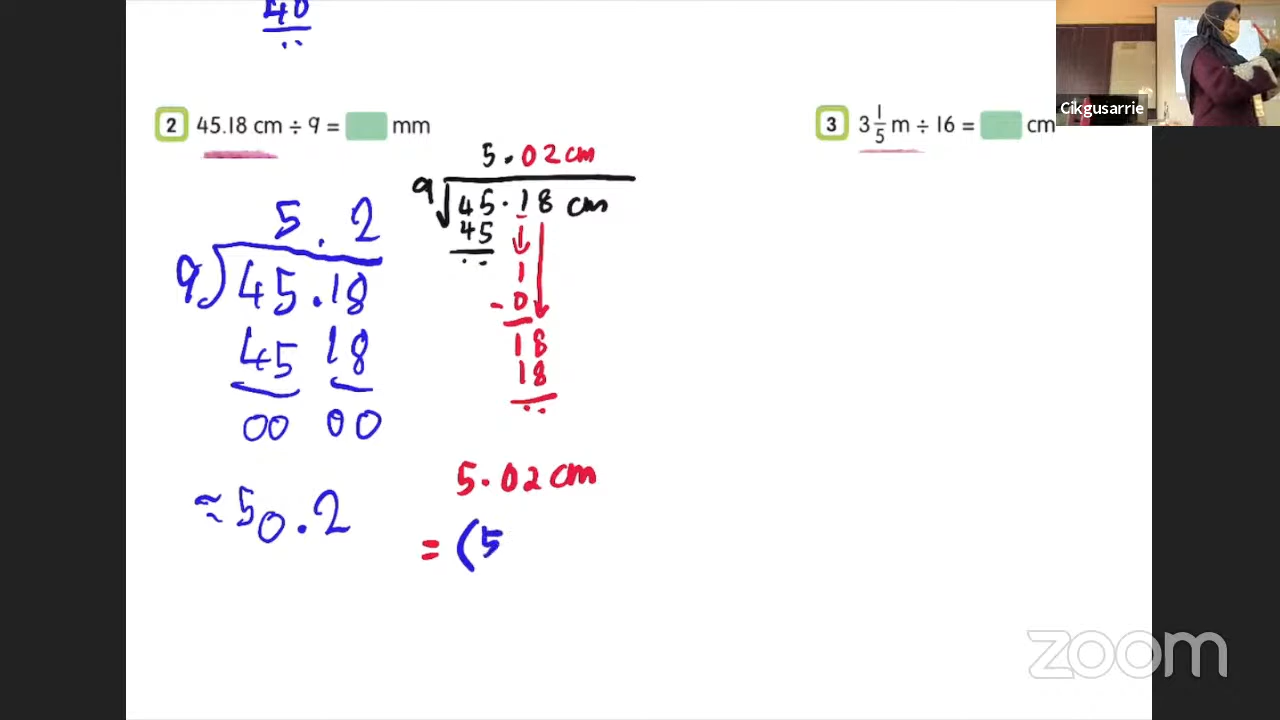 40
2 45.18 cm ÷ 9 = mm
5.2
9 45.18
45 18
00 00
≈ 50.2
5.02cm
9 45.18 cm
45
1
- 0
18
18
5.02 cm
= (5
3 3 1/5 m ÷ 16 = cm
Cikgusarrie
zoom